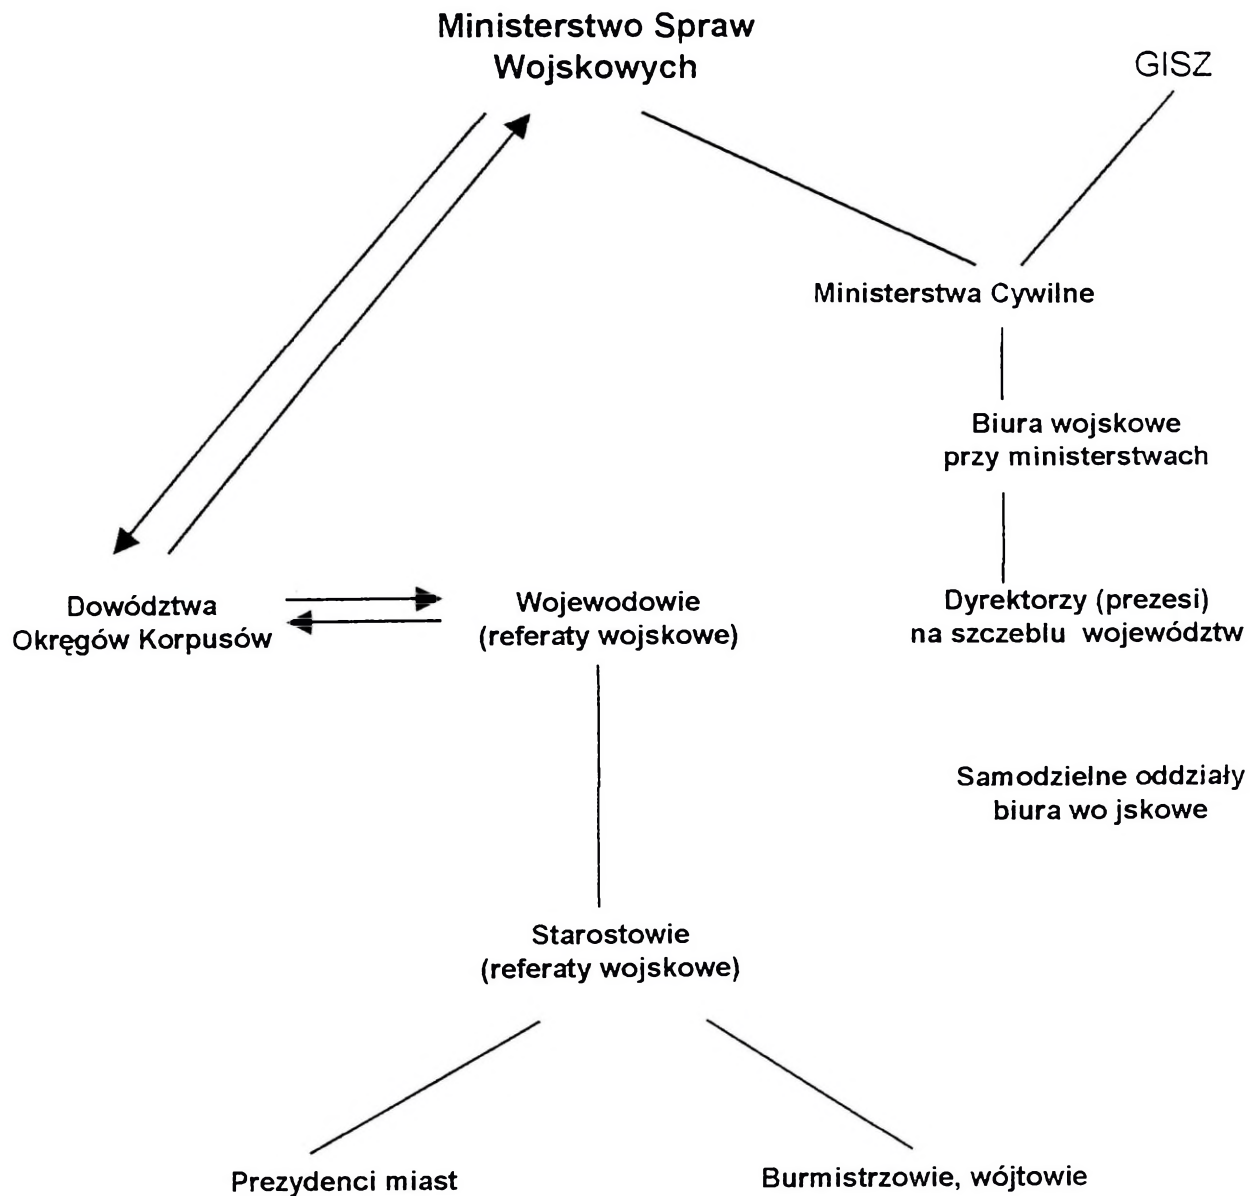 Ministerstwo Spraw
Wojskowych
GISZ
Ministerstwa Cywilne
Biura wojskowe
przy ministerstwach
Dowództwa
Okręgów Korpusów
Wojewodowie
(referaty wojskowe)
Dyrektorzy (prezesi)
na szczeblu województw
Samodzielne oddziały
biura wo jskowe
Starostowie
(referaty wojskowe)
Prezydenci miast
Burmistrzowie, wójtowie